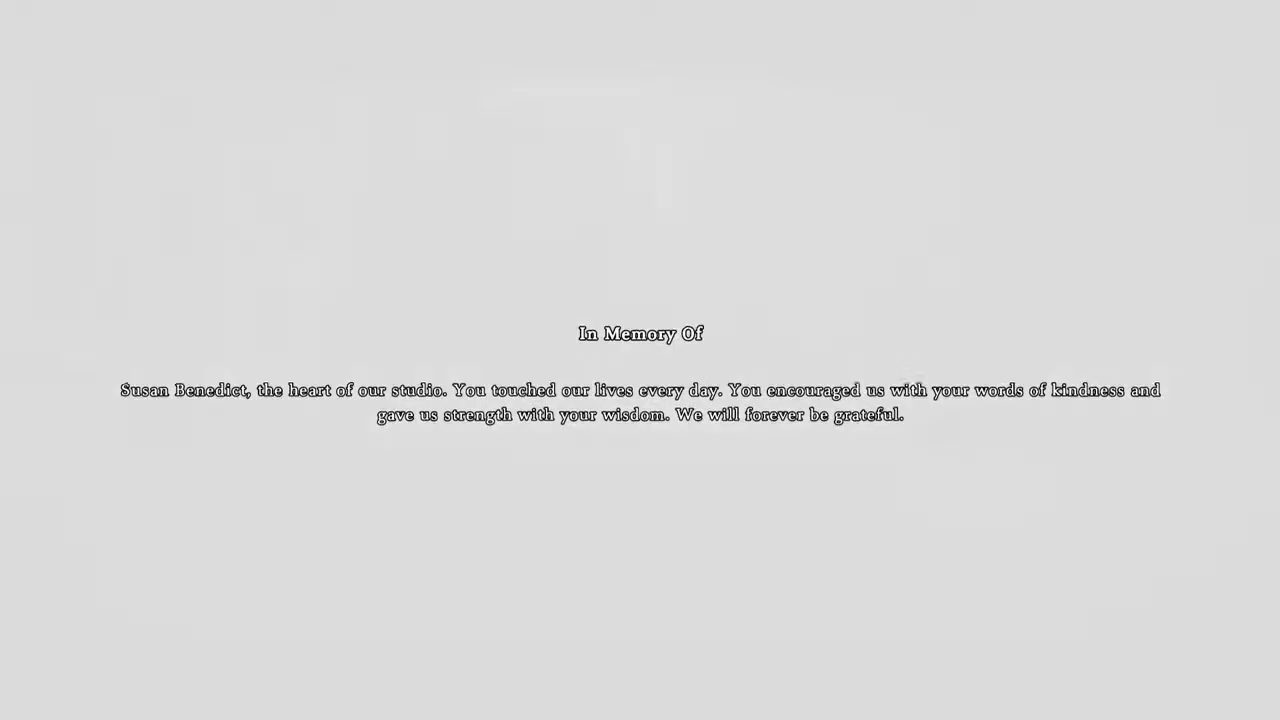 In Memory Of
Susan Benedict, the heart of our studio. You touched our lives every day. You encouraged us with your words of kindness and
gave us strength with your wisdom. We will forever be grateful.